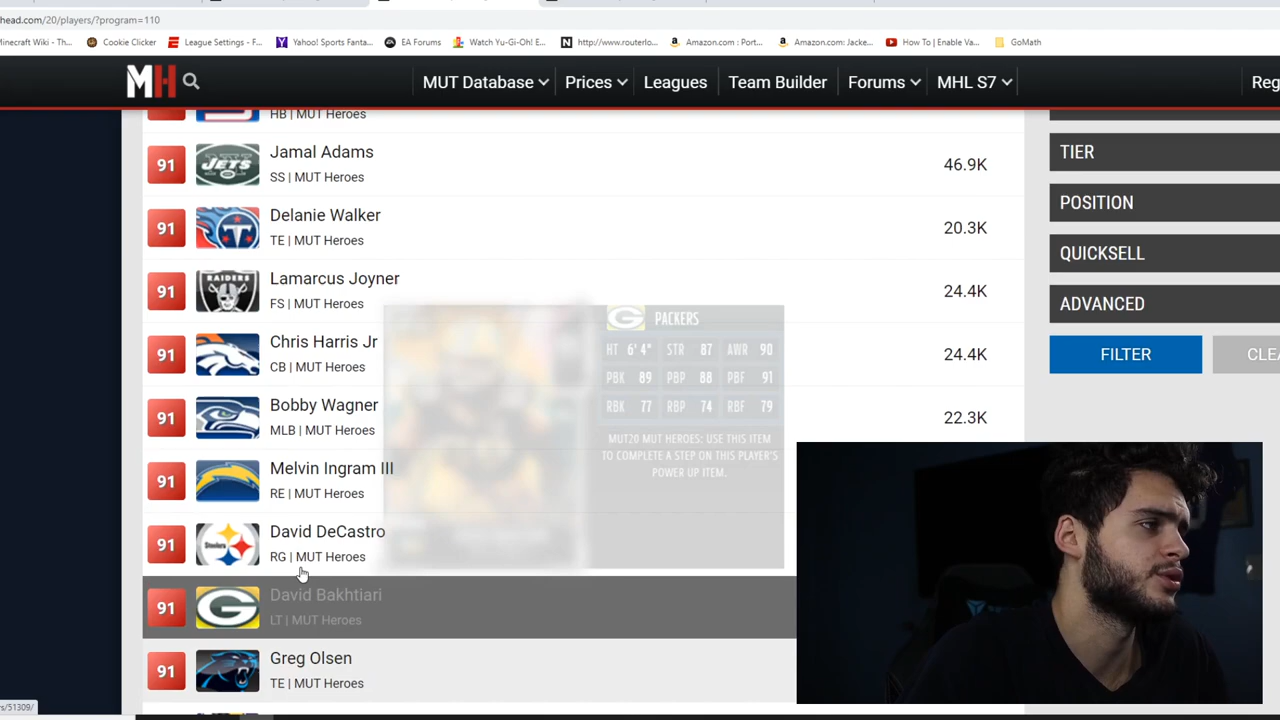 head.com/20/players/?program=110
Minecraft Wiki - Th... Cookie Clicker League Settings - F... Yahoo! Sports Fanta... EA Forums Watch Yu-Gi-Oh! E... http://www.routerlo... Amazon.com : Port... Amazon.com: Jacke... How To | Enable Va... GoMath
MH MUT Database Prices Leagues Team Builder Forums MHL S7 Reg
HB | MUT Heroes
91 JETS Jamal Adams 46.9K
SS | MUT Heroes
91 Delanie Walker 20.3K
TE | MUT Heroes
91 RAIDERS Lamarcus Joyner 24.4K
FS | MUT Heroes
91 Chris Harris Jr 24.4K
CB | MUT Heroes
91 Bobby Wagner 22.3K
MLB | MUT Heroes
91 Melvin Ingram III
RE | MUT Heroes
91 Steelers David DeCastro
RG | MUT Heroes
91 G David Bakhtiari
LT | MUT Heroes
91 Greg Olsen
TE | MUT Heroes
G PACKERS
HT 6' 4" STR 87 AWR 90
PBK 89 PBP 88 PBF 91
RBK 77 RBP 74 RBF 79
MUT20 MUT HEROES: USE THIS ITEM
TO COMPLETE A STEP ON THIS PLAYER'S
POWER UP ITEM.
TIER
POSITION
QUICKSELL
ADVANCED
FILTER CLEA
rs/51309/